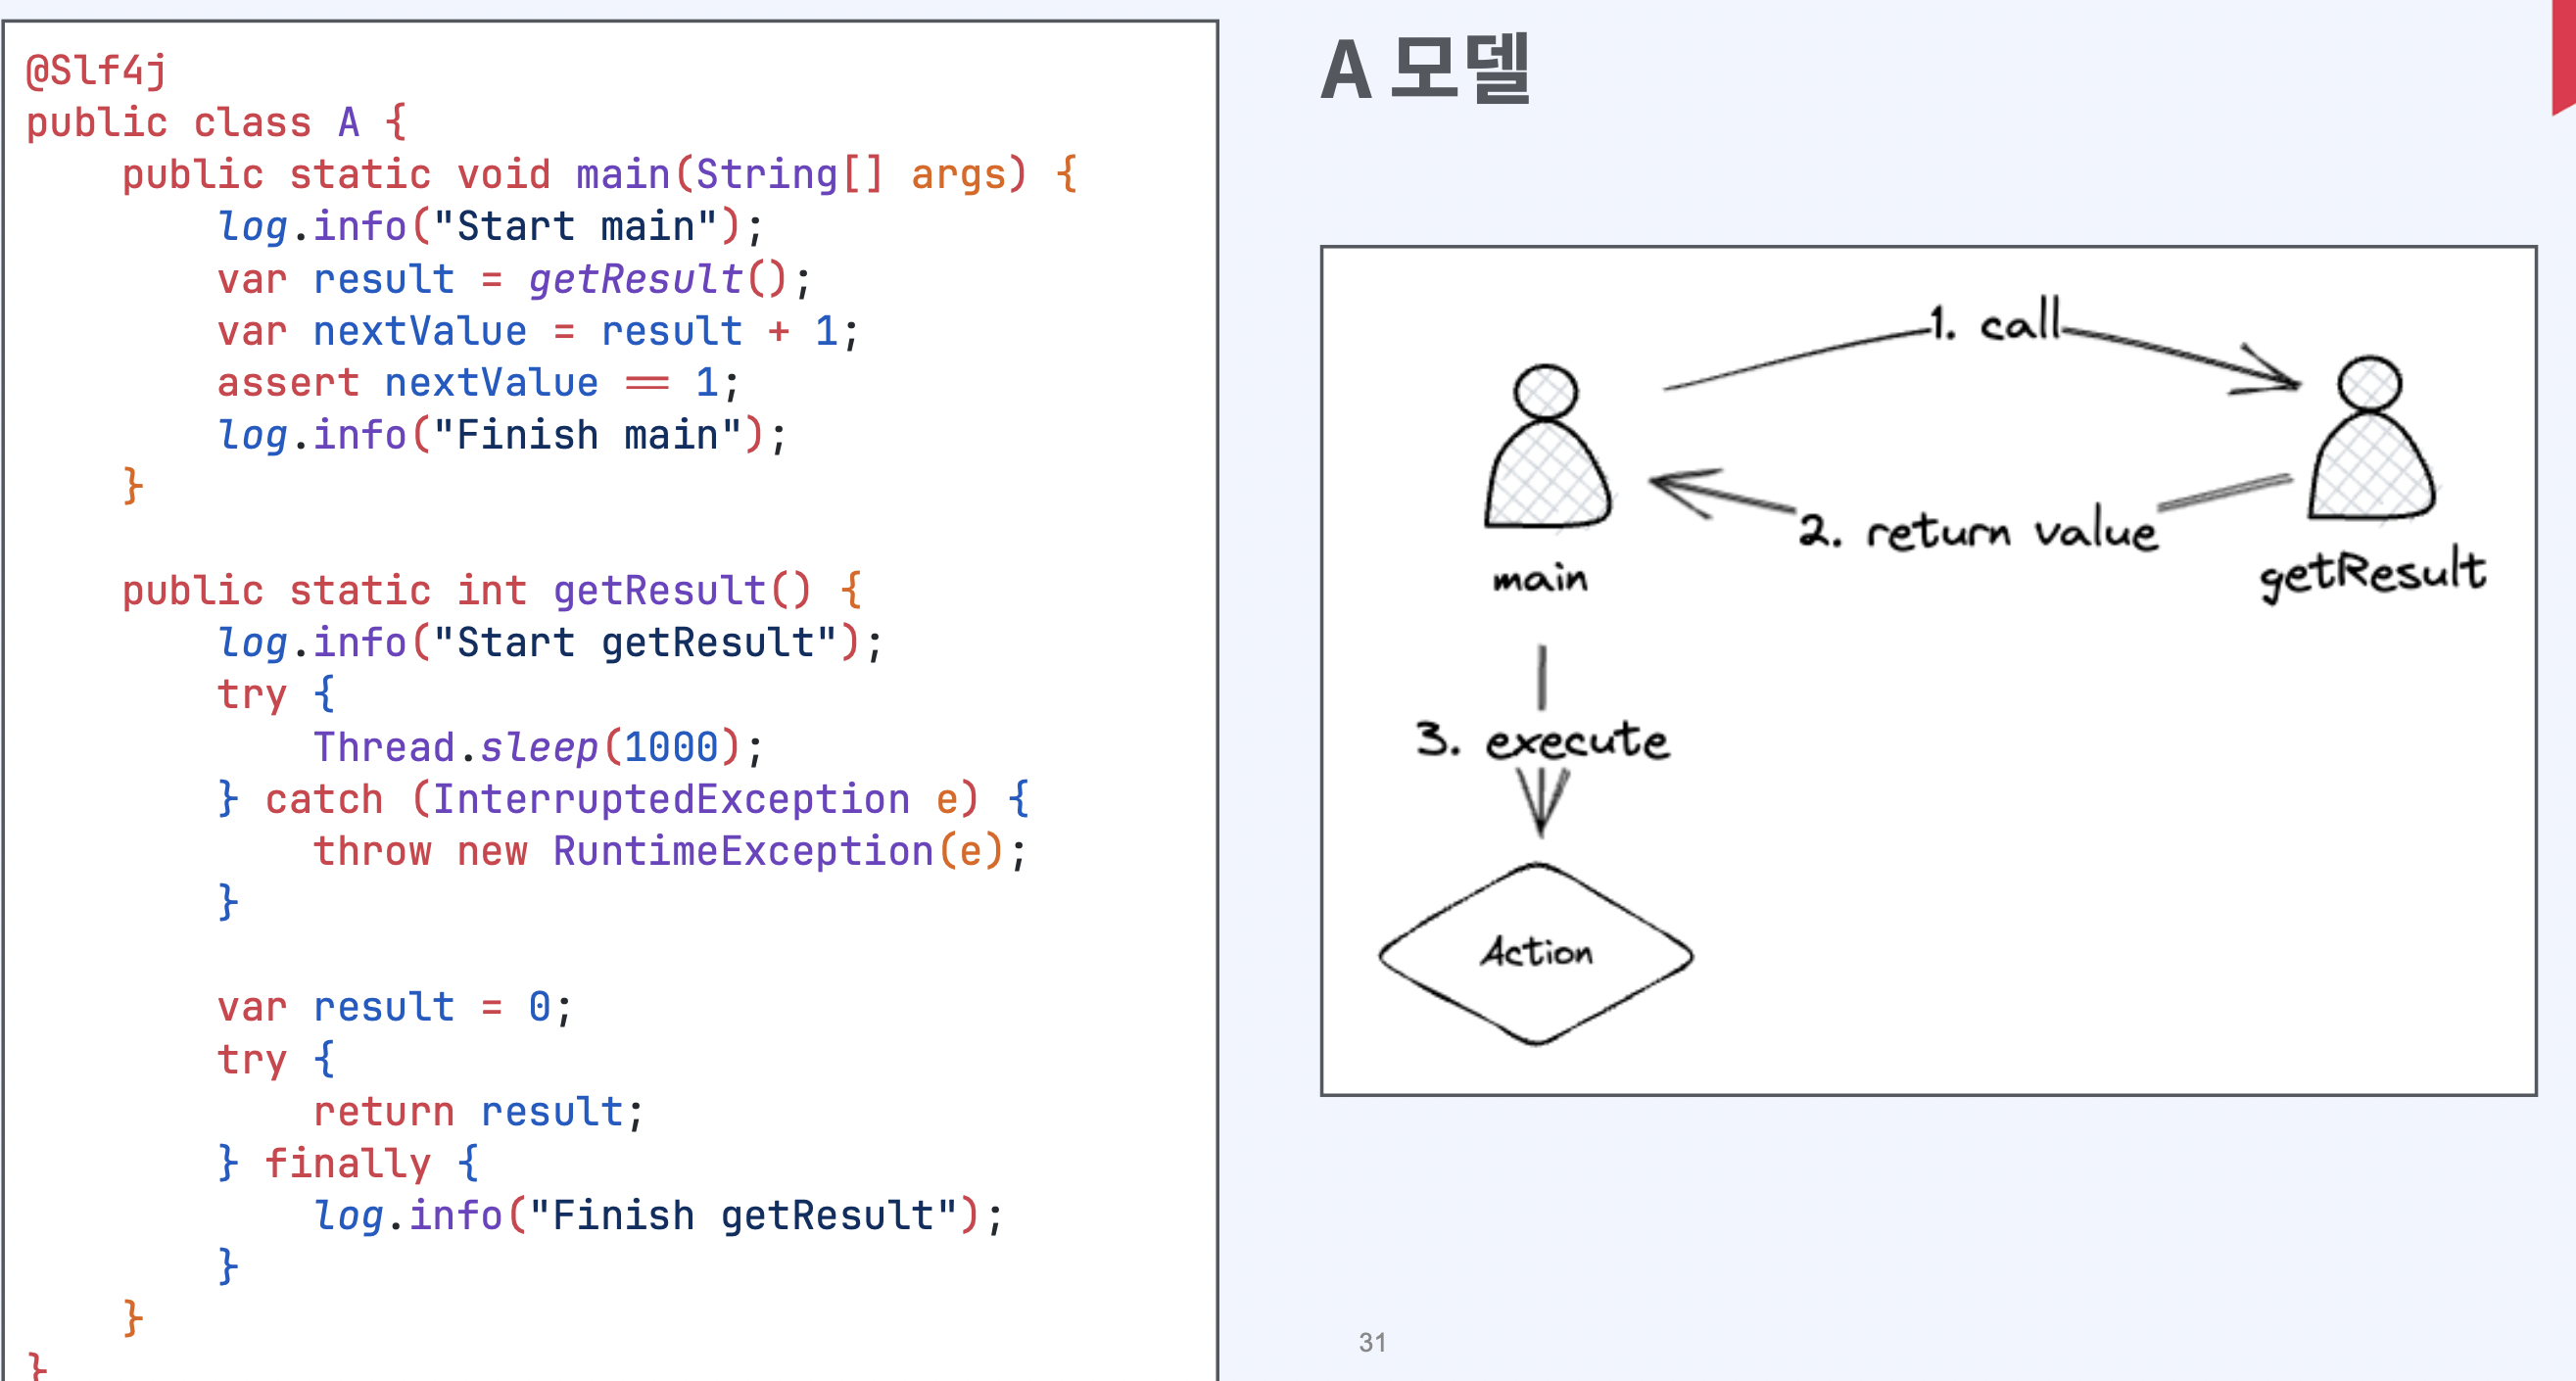 @Slf4j
public class A {
    public static void main(String[] args) {
        log.info("Start main");
        var result = getResult();
        var nextValue = result + 1;
        assert nextValue == 1;
        log.info("Finish main");
    }

    public static int getResult() {
        log.info("Start getResult");
        try {
            Thread.sleep(1000);
        } catch (InterruptedException e) {
            throw new RuntimeException(e);
        }

        var result = 0;
        try {
            return result;
        } finally {
            log.info("Finish getResult");
        }
    }
}
A 모델
1. call
2. return value
main
getResult
3. execute
Action
31